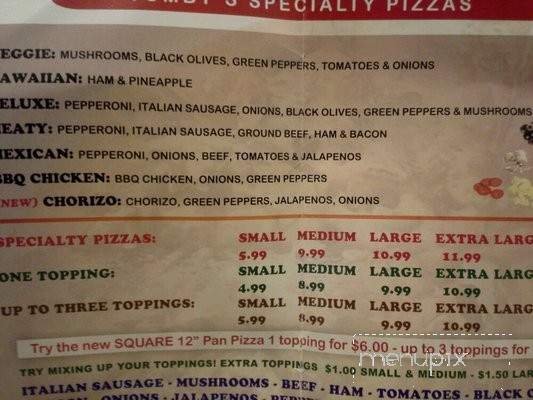 OMBY'S SPECIALTY PIZZAS
EGGIE: MUSHROOMS, BLACK OLIVES, GREEN PEPPERS, TOMATOES & ONIONS
AWAIIAN: HAM & PINEAPPLE
ELUXE: PEPPERONI, ITALIAN SAUSAGE, ONIONS, BLACK OLIVES, GREEN PEPPERS & MUSHROOMS
EATY: PEPPERONI, ITALIAN SAUSAGE, GROUND BEEF, HAM & BACON
MEXICAN: PEPPERONI, ONIONS, BEEF, TOMATOES & JALAPENOS
BBQ CHICKEN: BBQ CHICKEN, ONIONS, GREEN PEPPERS
(NEW) CHORIZO: CHORIZO, GREEN PEPPERS, JALAPENOS, ONIONS
SPECIALTY PIZZAS: SMALL MEDIUM LARGE EXTRA LARG
5.99 9.99 10.99 11.99
ONE TOPPING: SMALL MEDIUM LARGE EXTRA LARG
4.99 8.99 9.99 10.99
UP TO THREE TOPPINGS: SMALL MEDIUM LARGE EXTRA LARG
5.99 8.99 9.99 10.99
Try the new SQUARE 12" Pan Pizza 1 topping for $6.00 - up to 3 toppings for
menupix
TRY MIXING UP YOUR TOPPINGS! EXTRA TOPPINGS $1.00 SMALL & MEDIUM - $1.50 LAR
ITALIAN SAUSAGE - MUSHROOMS - BEEF - HAM - TOMATOES - BLACK O